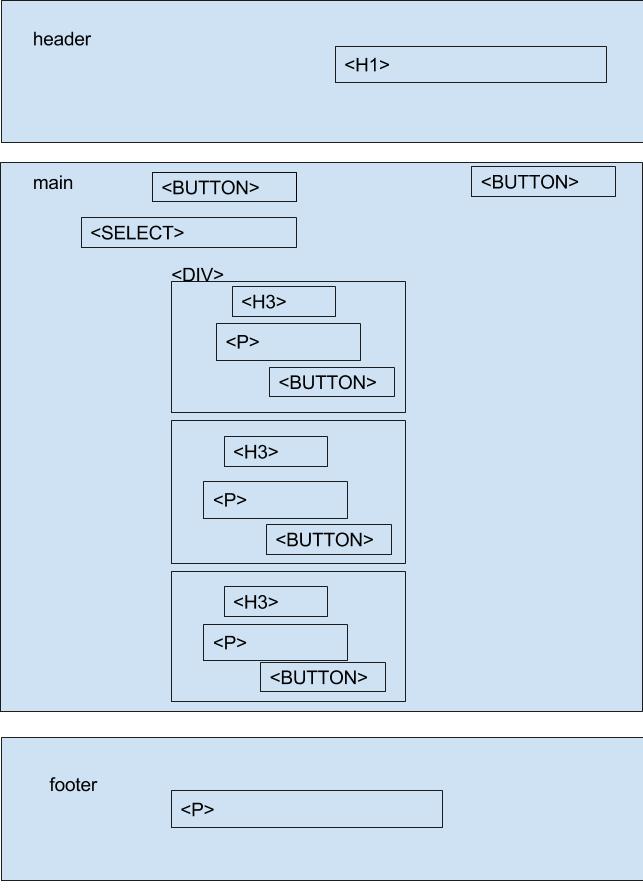 header
<H1>
main
<BUTTON>
<BUTTON>
<SELECT>
<DIV>
<H3>
<P>
<BUTTON>
<H3>
<P>
<BUTTON>
<H3>
<P>
<BUTTON>
footer
<P>